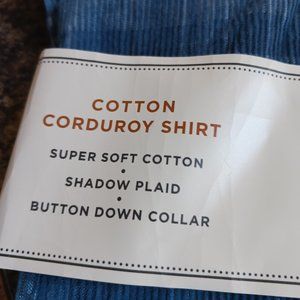 COTTON
CORDUROY SHIRT
SUPER SOFT COTTON
•
SHADOW PLAID
•
BUTTON DOWN COLLAR